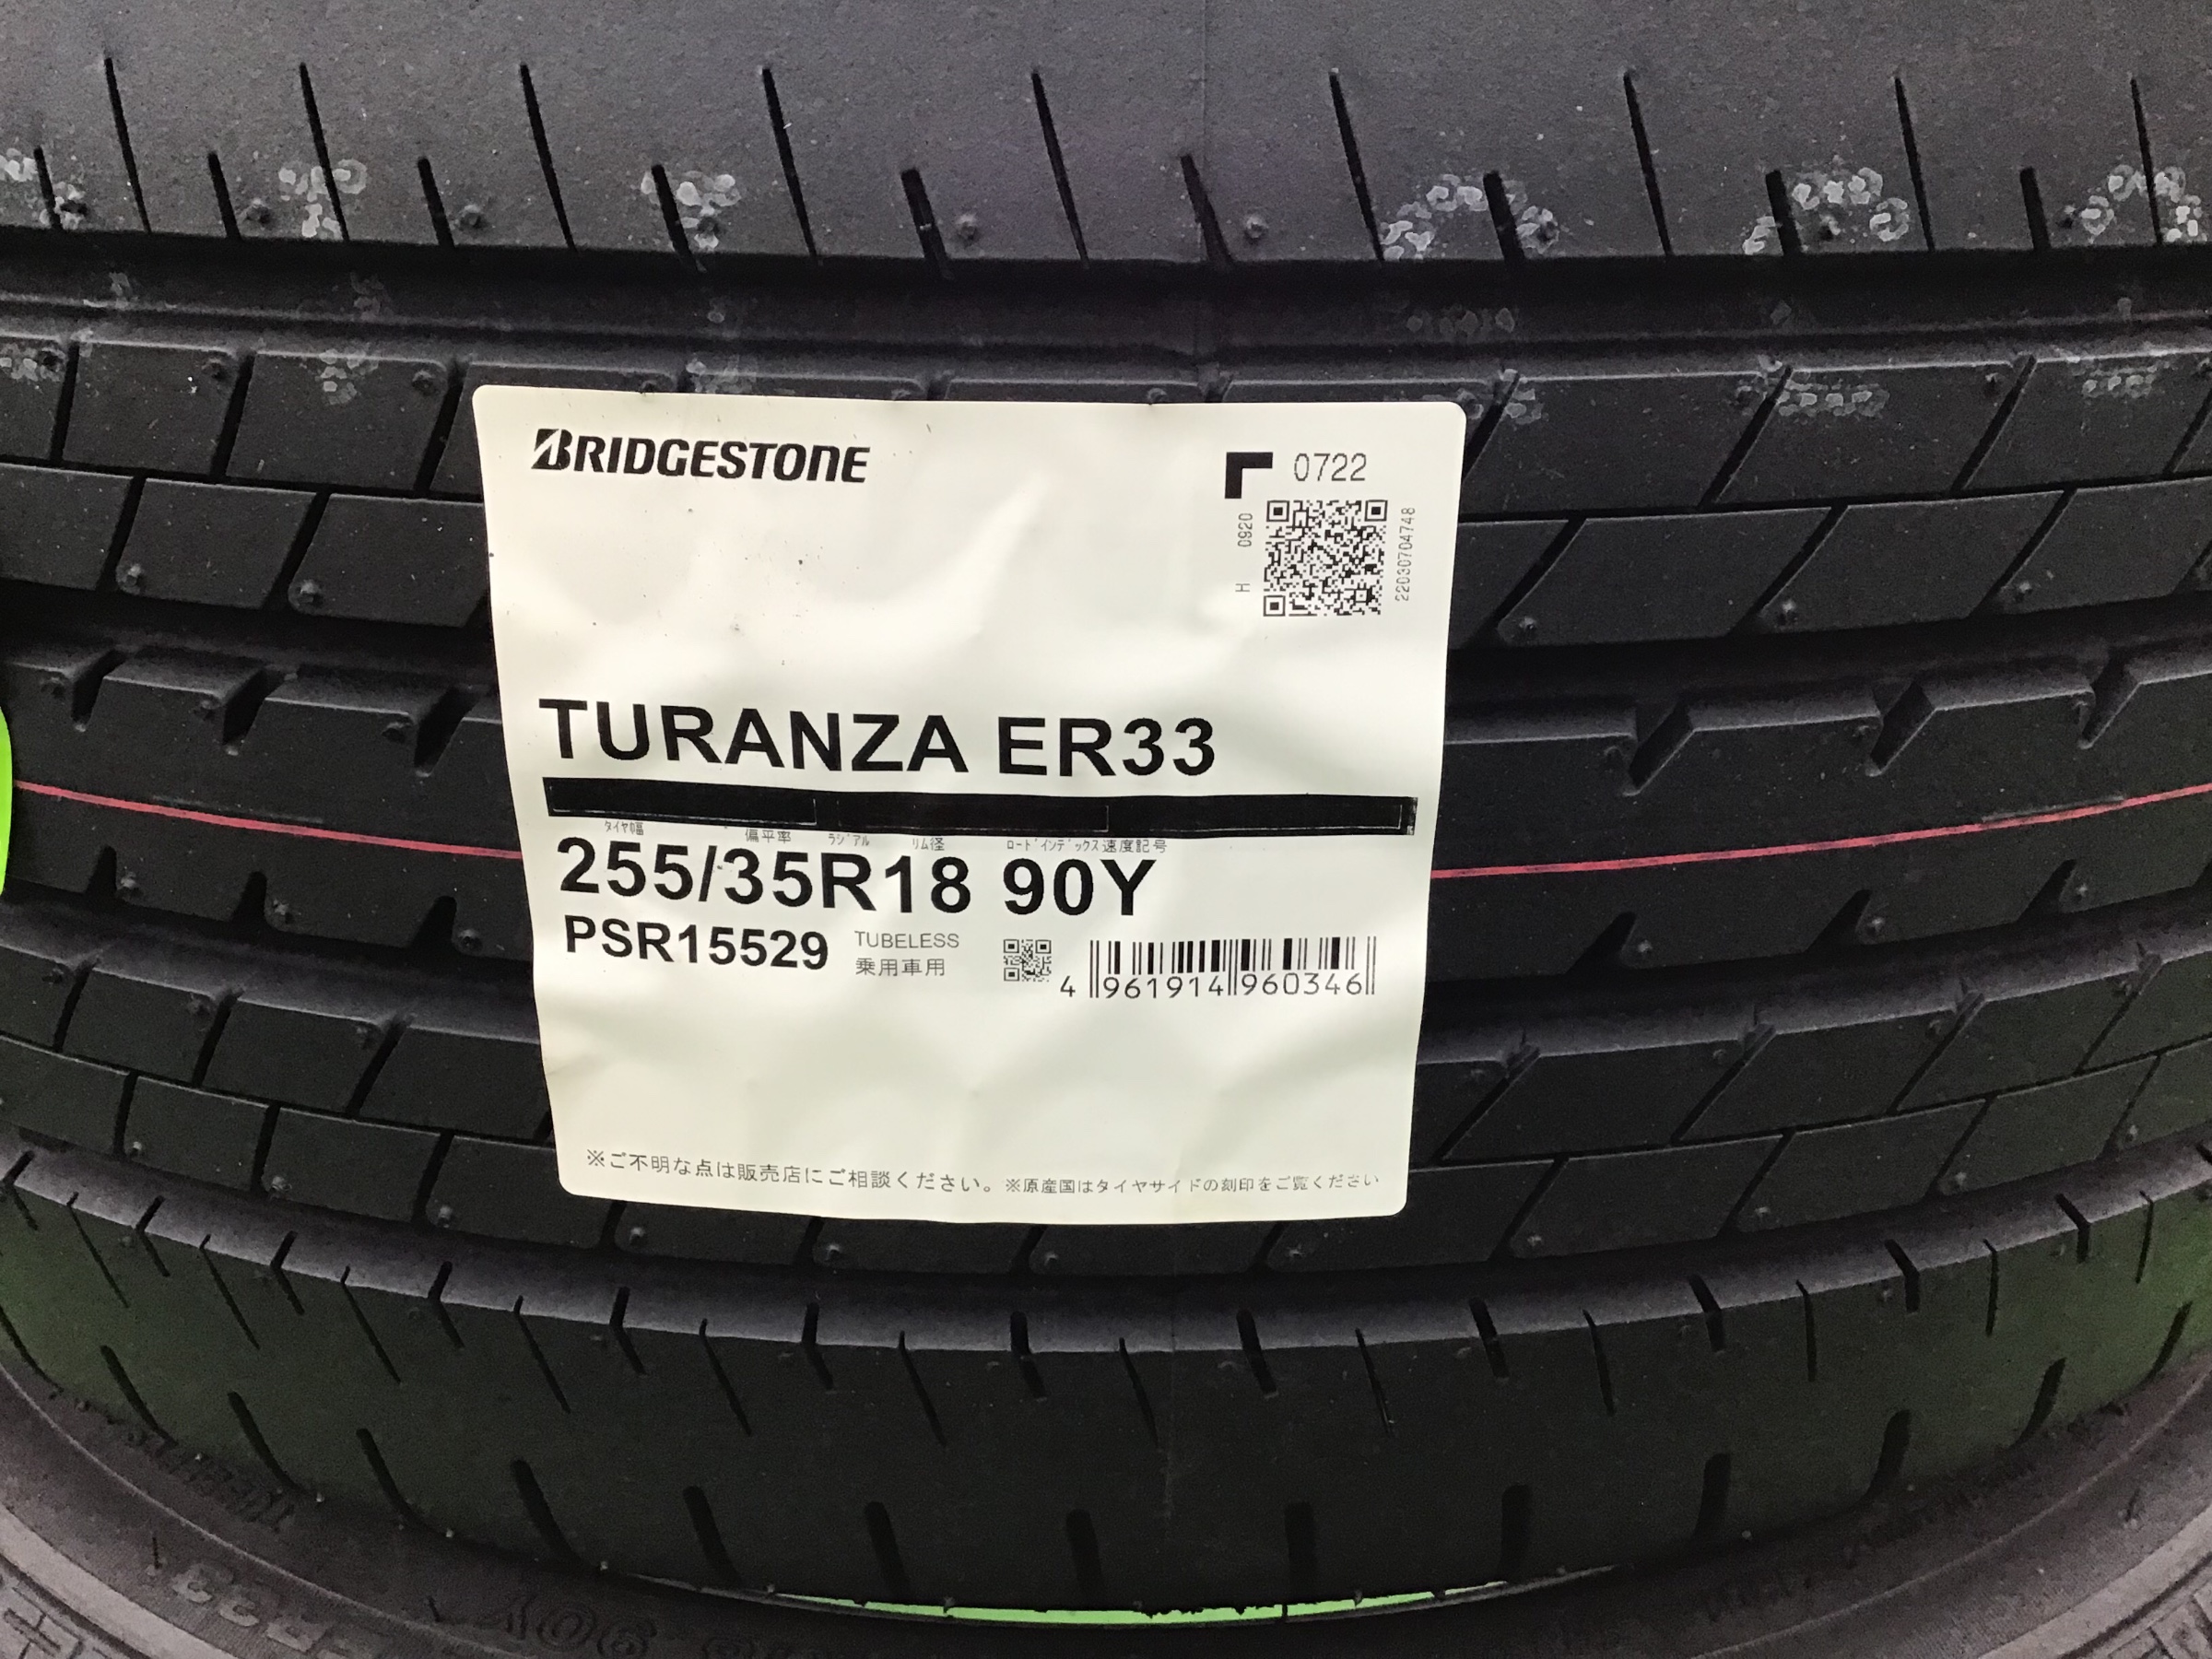 BRIDGESTONE
0722
H 0920
22030704748
TURANZA ER33
タイヤ幅 偏平率 ラジアル リム径 ロードインデックス 速度記号
255/35R18 90Y
PSR15529
TUBELESS
乗用車用
4 961914 960346
※ご不明な点は販売店にご相談ください。※原産国はタイヤサイドの刻印をご覧ください